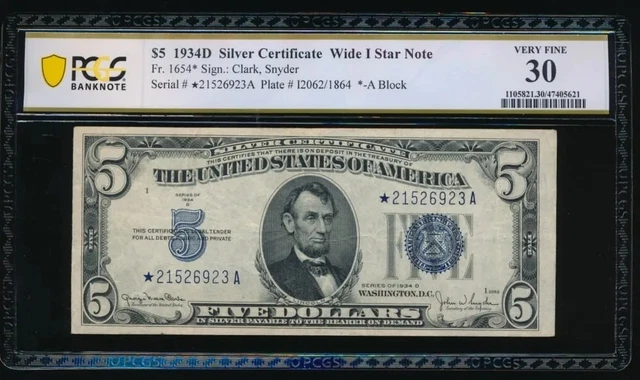 $5 1934D Silver Certificate Wide I Star Note
Fr. 1654* Sign.: Clark, Snyder
Serial # ★21526923A Plate # I2062/1864 *-A Block
PCGS
BANKNOTE
VERY FINE
30
1105821.30/47405621
SILVER CERTIFICATE
THIS CERTIFIES THAT THERE IS ON DEPOSIT IN THE TREASURY OF
THE UNITED STATES OF AMERICA
5
5
I
SERIES OF
1934
D
★21526923A
FIVE
5
THIS CERTIFICATE IS LEGAL TENDER
FOR ALL DEBTS PUBLIC AND PRIVATE
★21526923A
SERIES OF 1934 D
WASHINGTON, D.C.
5
5
FIVE DOLLARS
IN SILVER PAYABLE TO THE BEARER ON DEMAND